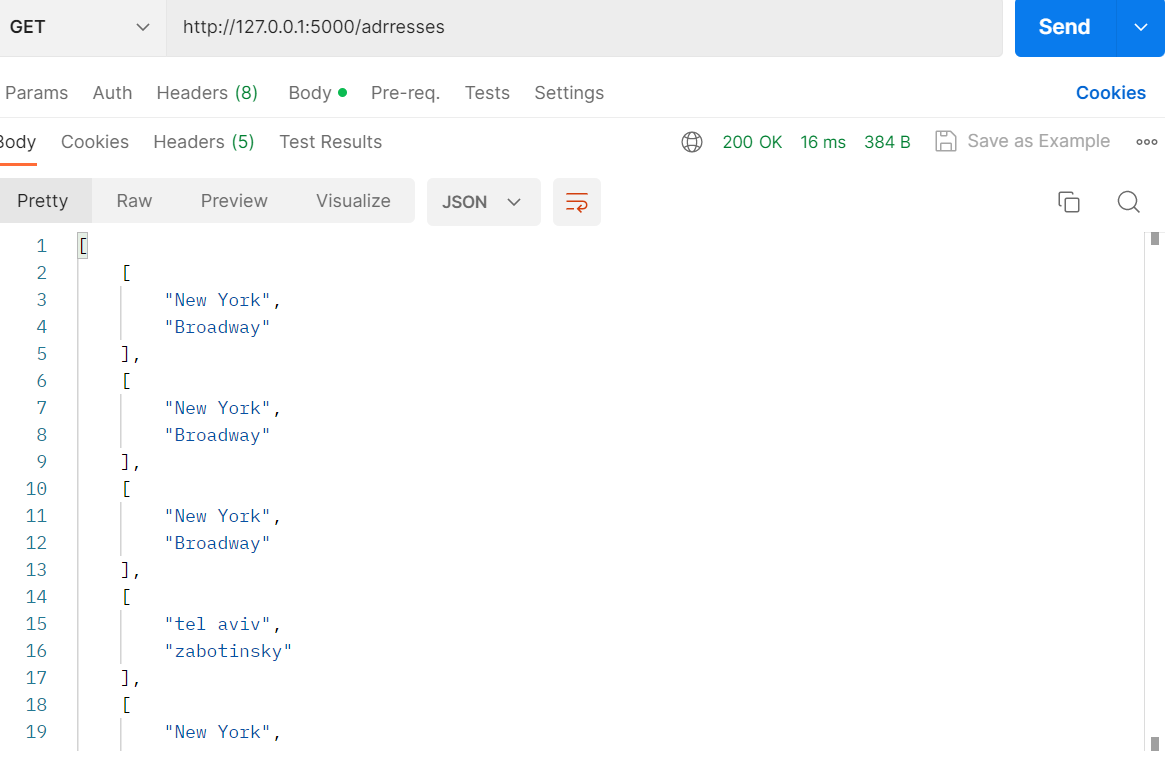 GET http://127.0.0.1:5000/adrresses Send
Params Auth Headers (8) Body Pre-req. Tests Settings Cookies
Body Cookies Headers (5) Test Results 200 OK 16 ms 384 B Save as Example
Pretty Raw Preview Visualize JSON
1 [
2 [
3 "New York",
4 "Broadway"
5 ],
6 [
7 "New York",
8 "Broadway"
9 ],
10 [
11 "New York",
12 "Broadway"
13 ],
14 [
15 "tel aviv",
16 "zabotinsky"
17 ],
18 [
19 "New York",